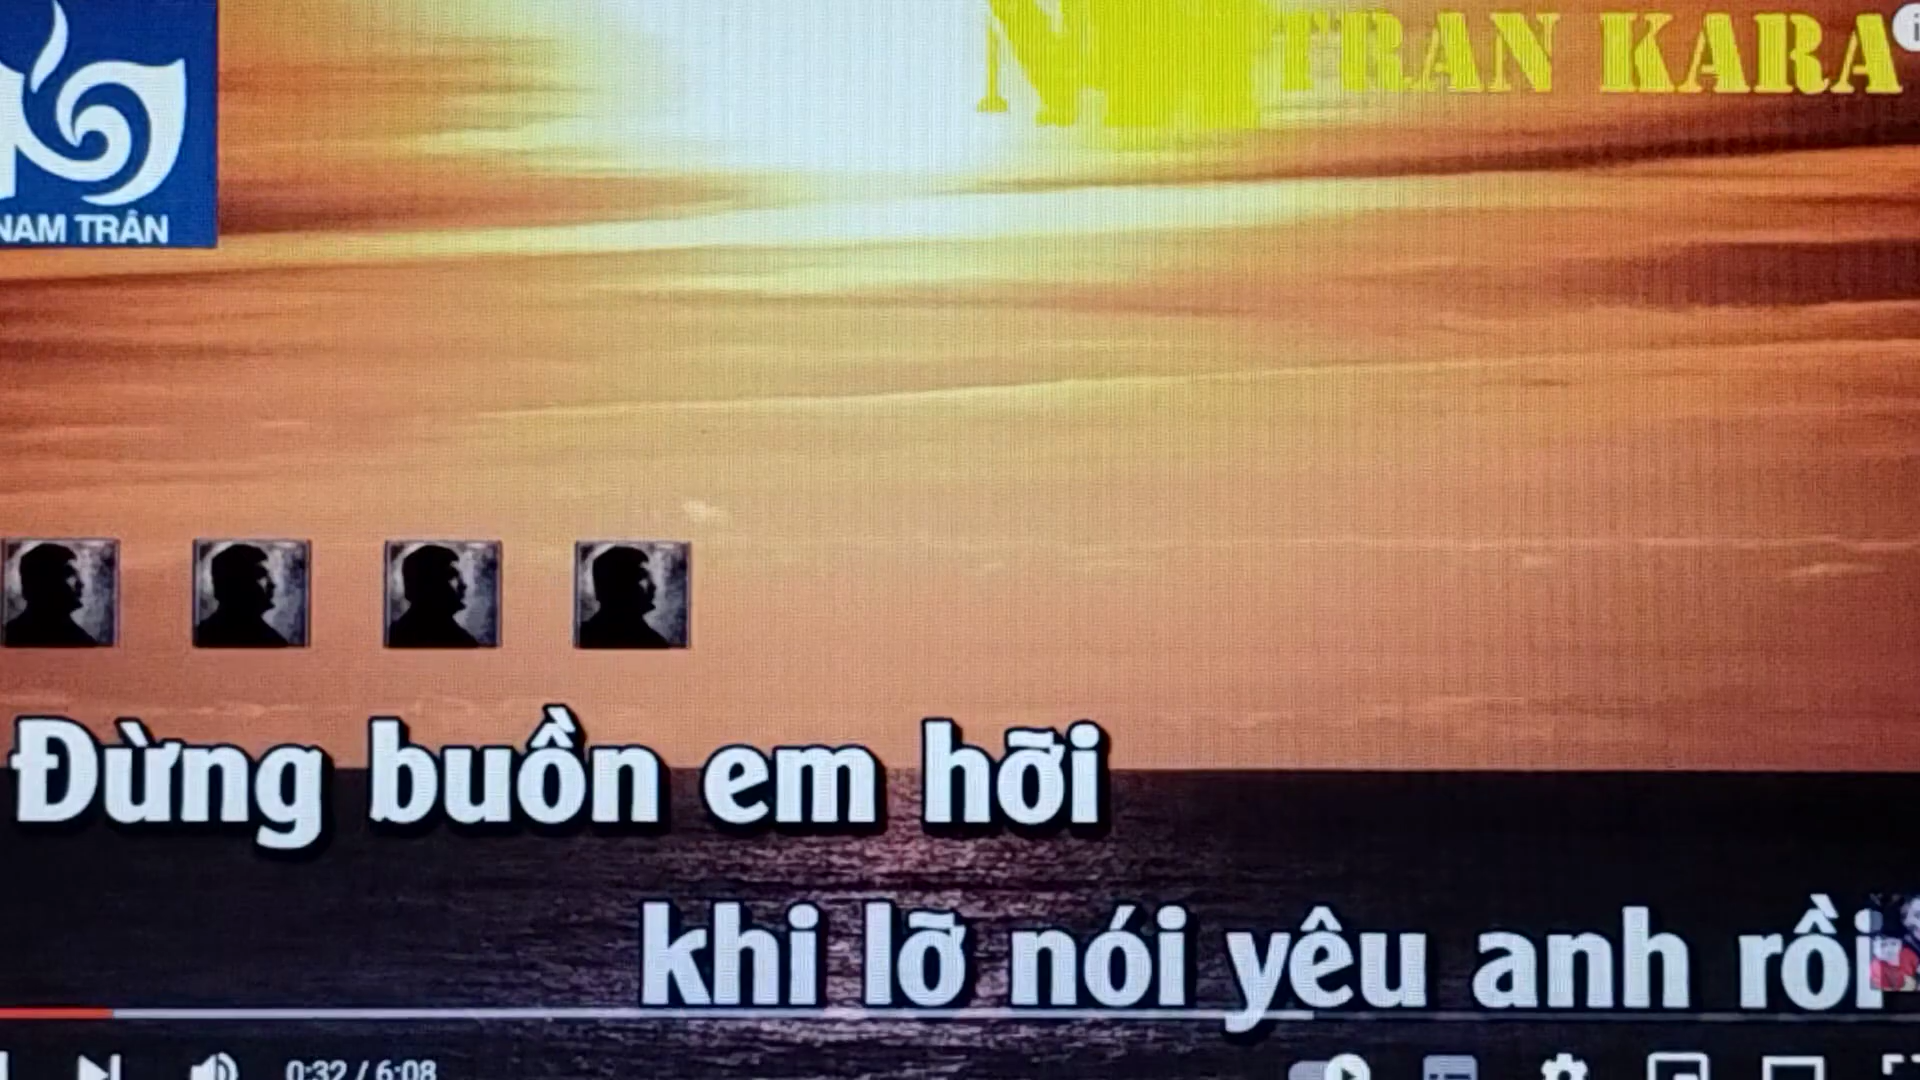 TRAN KARA
NAM TRÂN
Đừng buồn em hỡi
khi lỡ nói yêu anh rồi
0:32 / 6:08